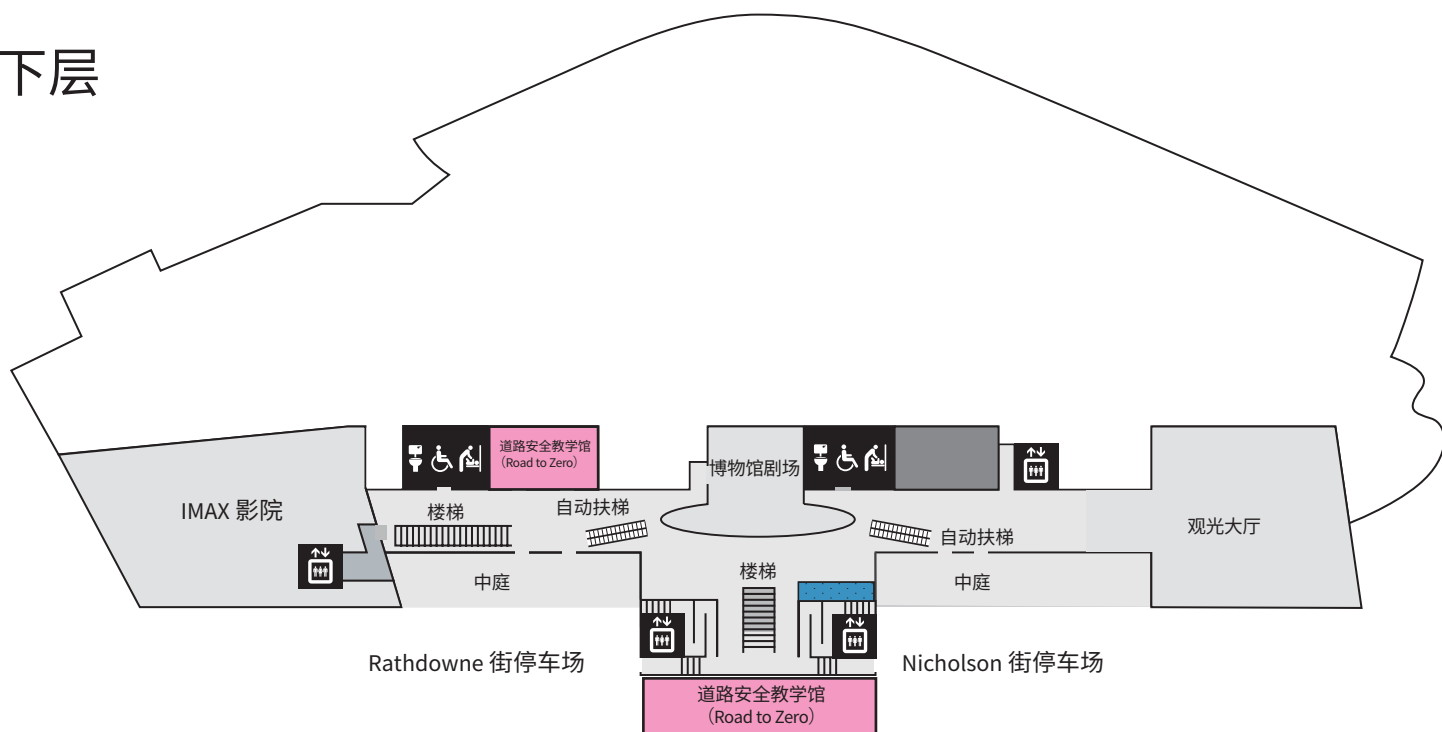 下层
道路安全教学馆
（Road to Zero）
博物馆剧场
IMAX 影院
楼梯
自动扶梯
观光大厅
自动扶梯
中庭
楼梯
中庭
Rathdowne 街停车场
Nicholson 街停车场
道路安全教学馆
（Road to Zero）